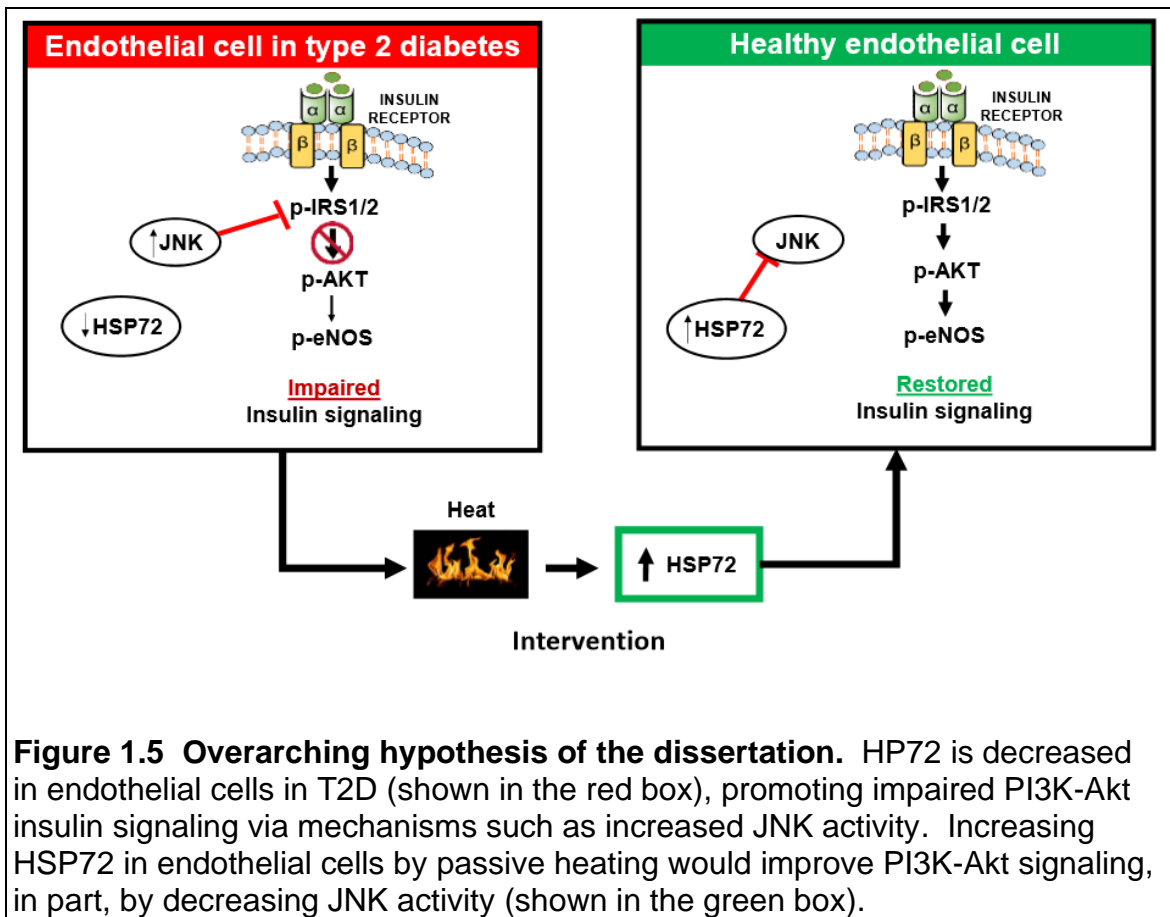 Endothelial cell in type 2 diabetes
α α
INSULIN
RECEPTOR
β β
p-IRS1/2
↑JNK
p-AKT
↓HSP72
p-eNOS
Impaired
Insulin signaling
Healthy endothelial cell
α α
INSULIN
RECEPTOR
β β
p-IRS1/2
JNK
p-AKT
↑HSP72
p-eNOS
Restored
Insulin signaling
Heat
↑ HSP72
Intervention
Figure 1.5 Overarching hypothesis of the dissertation. HP72 is decreased
in endothelial cells in T2D (shown in the red box), promoting impaired PI3K-Akt
insulin signaling via mechanisms such as increased JNK activity. Increasing
HSP72 in endothelial cells by passive heating would improve PI3K-Akt signaling,
in part, by decreasing JNK activity (shown in the green box).